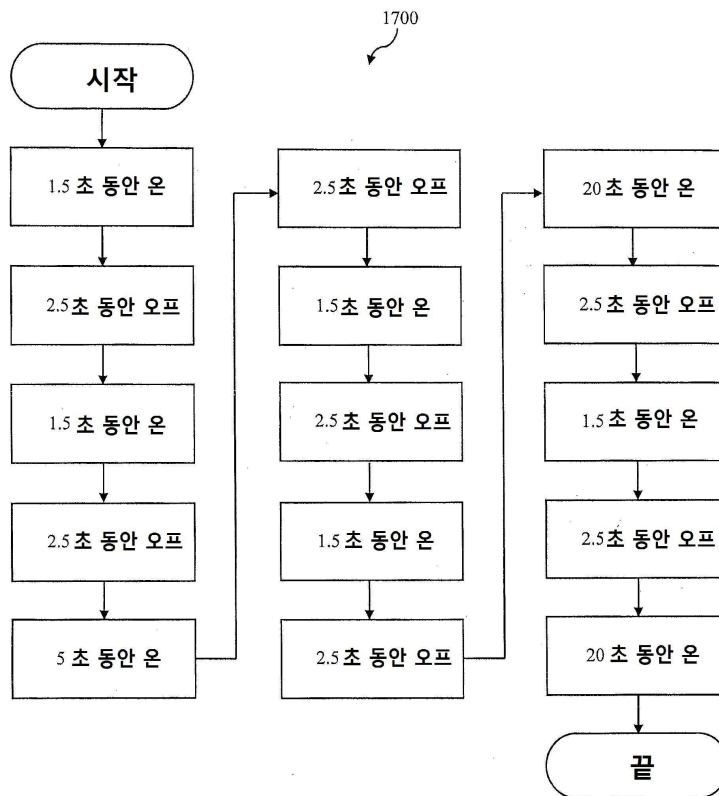 1700
시작
1.5 초 동안 온
2.5 초 동안 오프
1.5 초 동안 온
2.5 초 동안 오프
5 초 동안 온
2.5 초 동안 오프
1.5 초 동안 온
2.5 초 동안 오프
1.5 초 동안 온
2.5 초 동안 오프
20 초 동안 온
2.5 초 동안 오프
1.5 초 동안 온
2.5 초 동안 오프
20 초 동안 온
끝